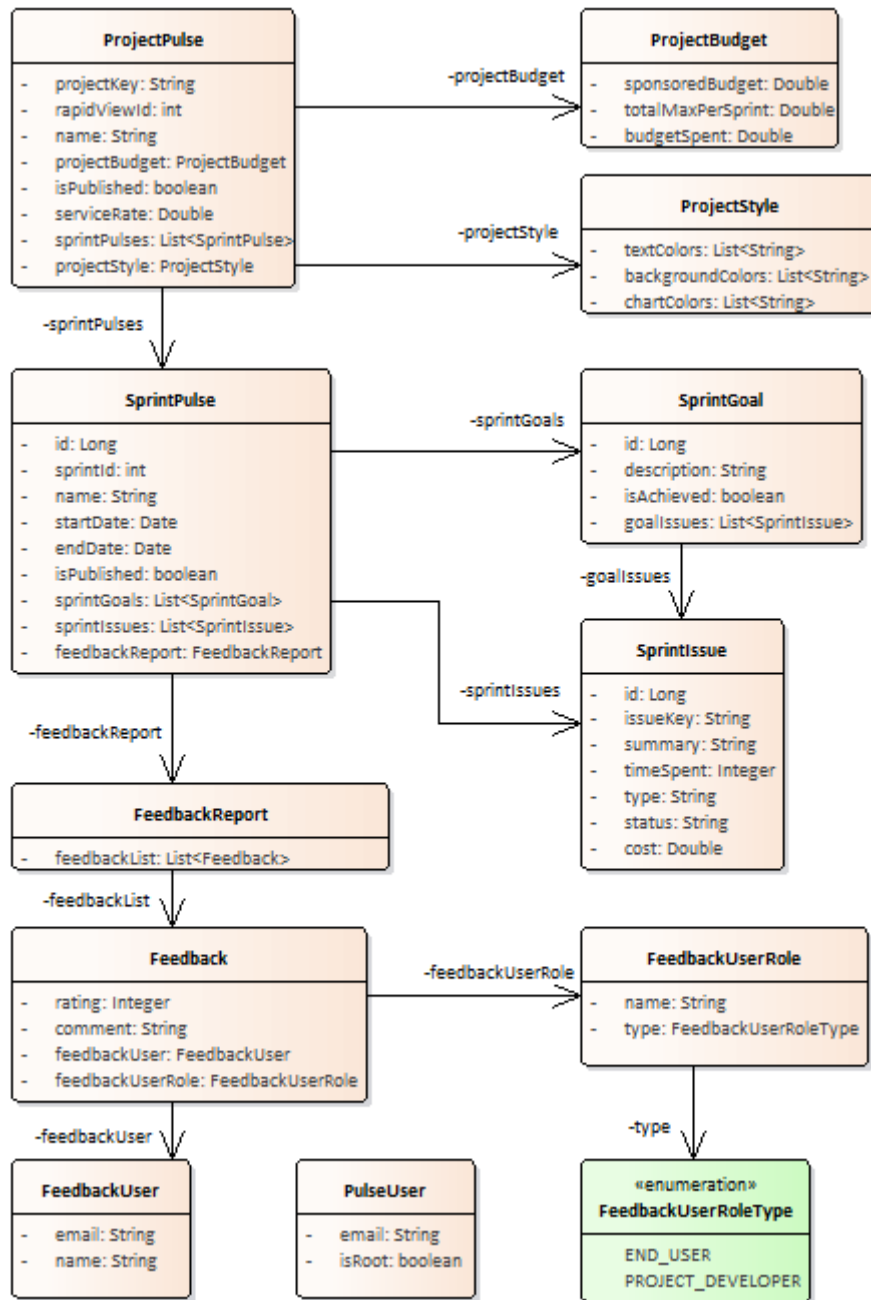 ProjectPulse
- projectKey: String
- rapidViewId: int
- name: String
- projectBudget: ProjectBudget
- isPublished: boolean
- serviceRate: Double
- sprintPulses: List<SprintPulse>
- projectStyle: ProjectStyle
-projectBudget
ProjectBudget
- sponsoredBudget: Double
- totalMaxPerSprint: Double
- budgetSpent: Double
-projectStyle
ProjectStyle
- textColors: List<String>
- backgroundColors: List<String>
- chartColors: List<String>
-sprintPulses
SprintPulse
- id: Long
- sprintId: int
- name: String
- startDate: Date
- endDate: Date
- isPublished: boolean
- sprintGoals: List<SprintGoal>
- sprintIssues: List<SprintIssue>
- feedbackReport: FeedbackReport
-sprintGoals
SprintGoal
- id: Long
- description: String
- isAchieved: boolean
- goalIssues: List<SprintIssue>
-goalIssues
-sprintIssues
SprintIssue
- id: Long
- issueKey: String
- summary: String
- timeSpent: Integer
- type: String
- status: String
- cost: Double
-feedbackReport
FeedbackReport
- feedbackList: List<Feedback>
-feedbackList
Feedback
- rating: Integer
- comment: String
- feedbackUser: FeedbackUser
- feedbackUserRole: FeedbackUserRole
-feedbackUserRole
FeedbackUserRole
- name: String
- type: FeedbackUserRoleType
-feedbackUser
-type
FeedbackUser
- email: String
- name: String
PulseUser
- email: String
- isRoot: boolean
«enumeration»
FeedbackUserRoleType
END_USER
PROJECT_DEVELOPER